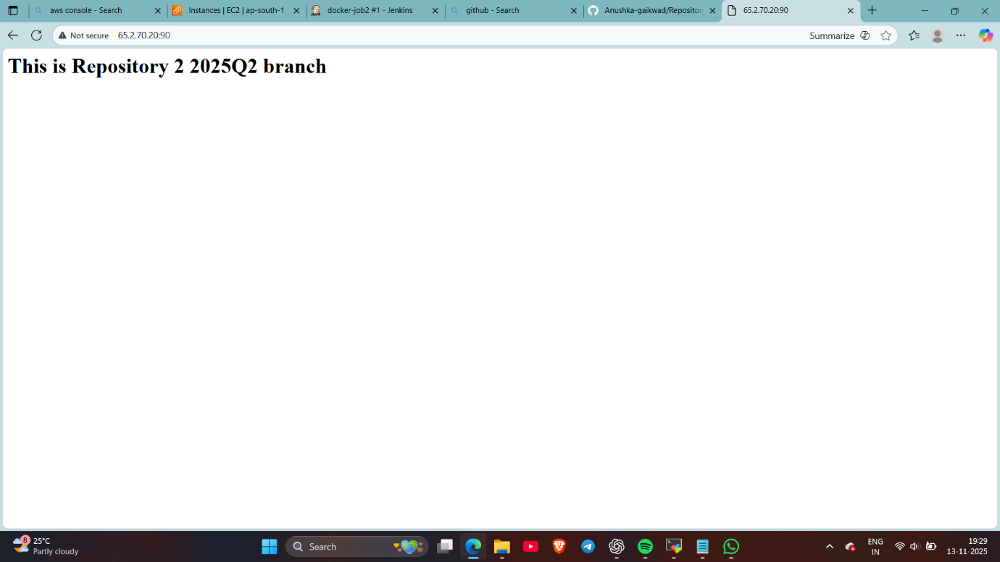 aws console - Search
Instances | EC2 | ap-south-1
docker-job2 #1 - Jenkins
github - Search
Anushka-gaikwad/Repository
65.2.70.20:90
Not secure
65.2.70.20:90
Summarize
This is Repository 2 2025Q2 branch
8
25°C
Partly cloudy
Search
ENG
IN
19:29
13-11-2025